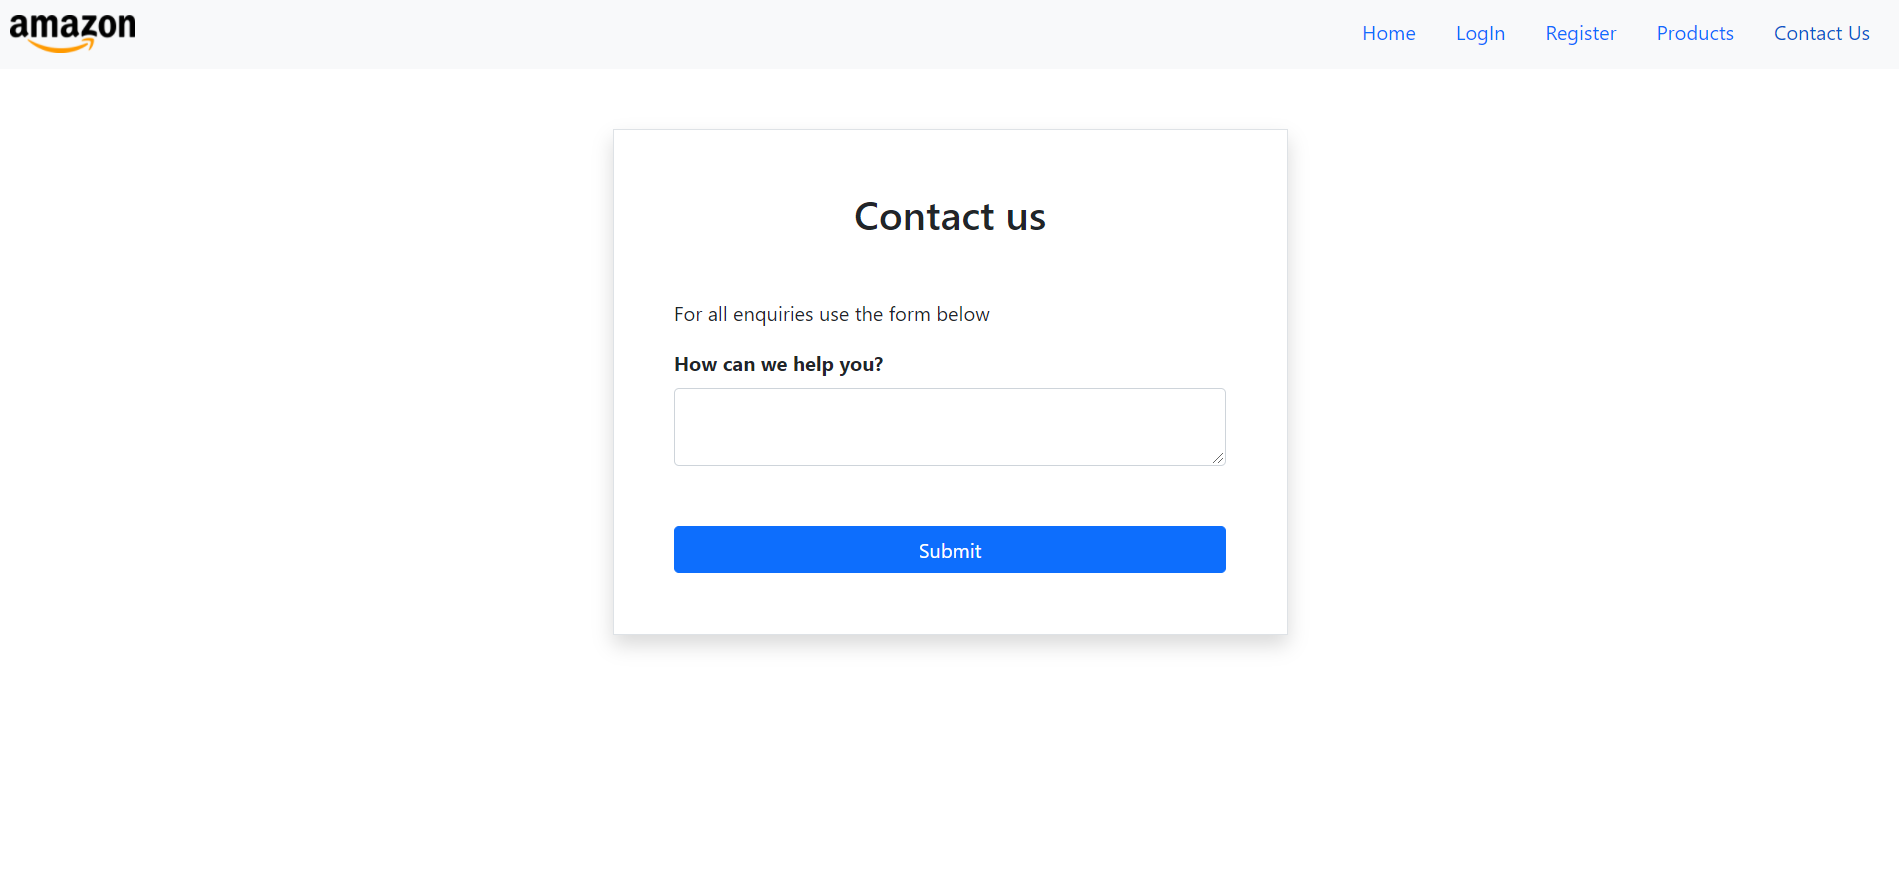 amazon
Home LogIn Register Products Contact Us
Contact us
For all enquiries use the form below
How can we help you?
Submit